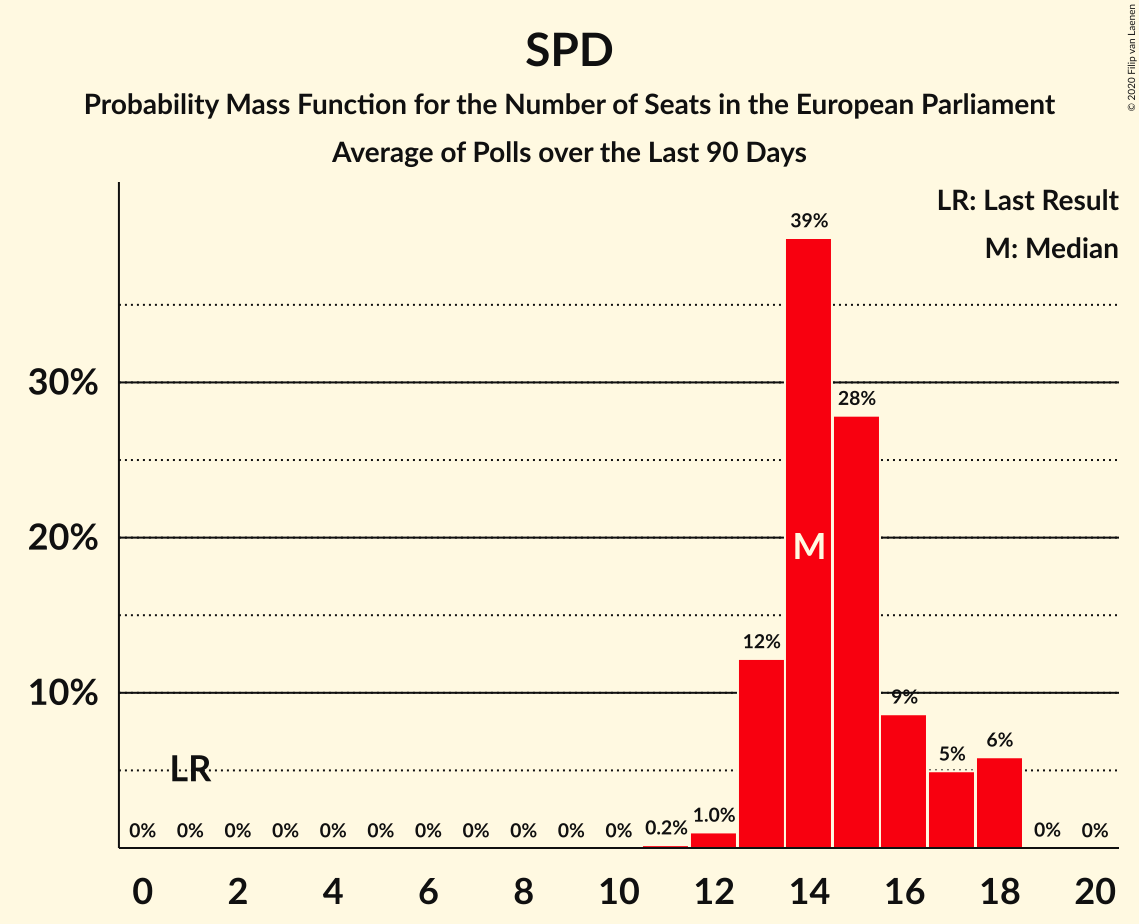 SPD
Probability Mass Function for the Number of Seats in the European Parliament
Average of Polls over the Last 90 Days
© 2020 Filip van Laenen
LR: Last Result
M: Median
39%
30%
28%
20%
M
12%
10%
9%
6%
5%
LR
0% 0% 0% 0% 0% 0% 0% 0% 0% 0% 0% 0.2% 1.0% 0% 0%
0 2 4 6 8 10 12 14 16 18 20